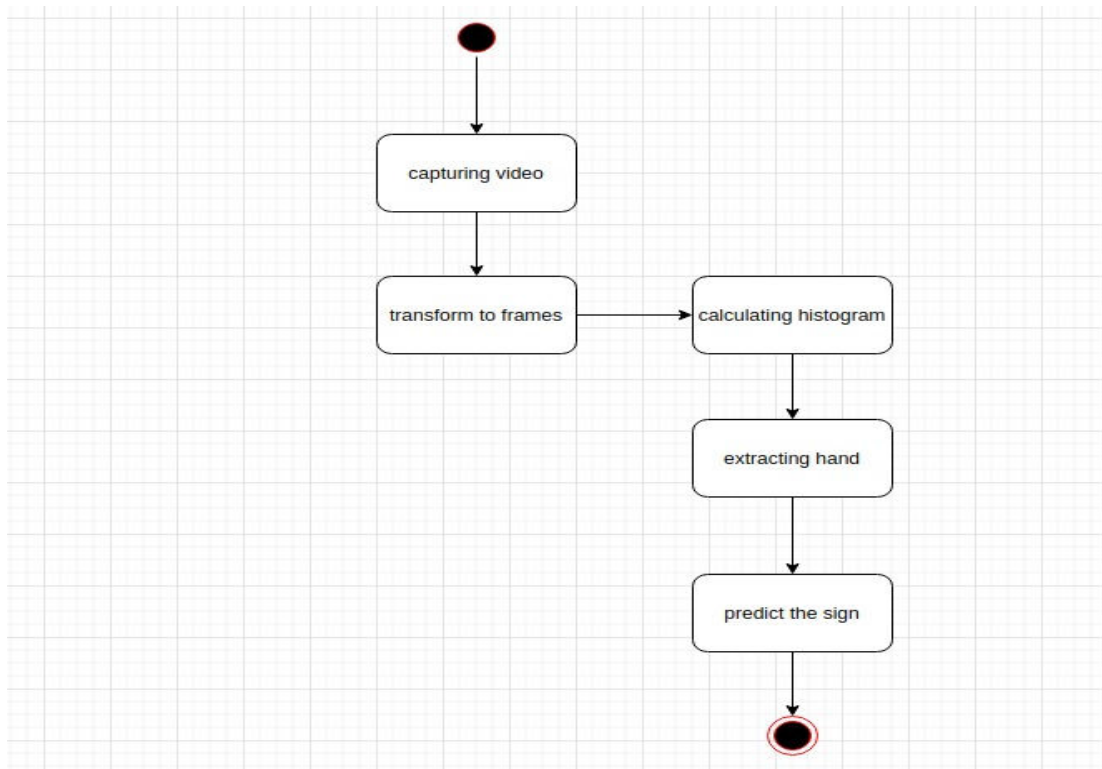 capturing video
transform to frames
calculating histogram
extracting hand
predict the sign